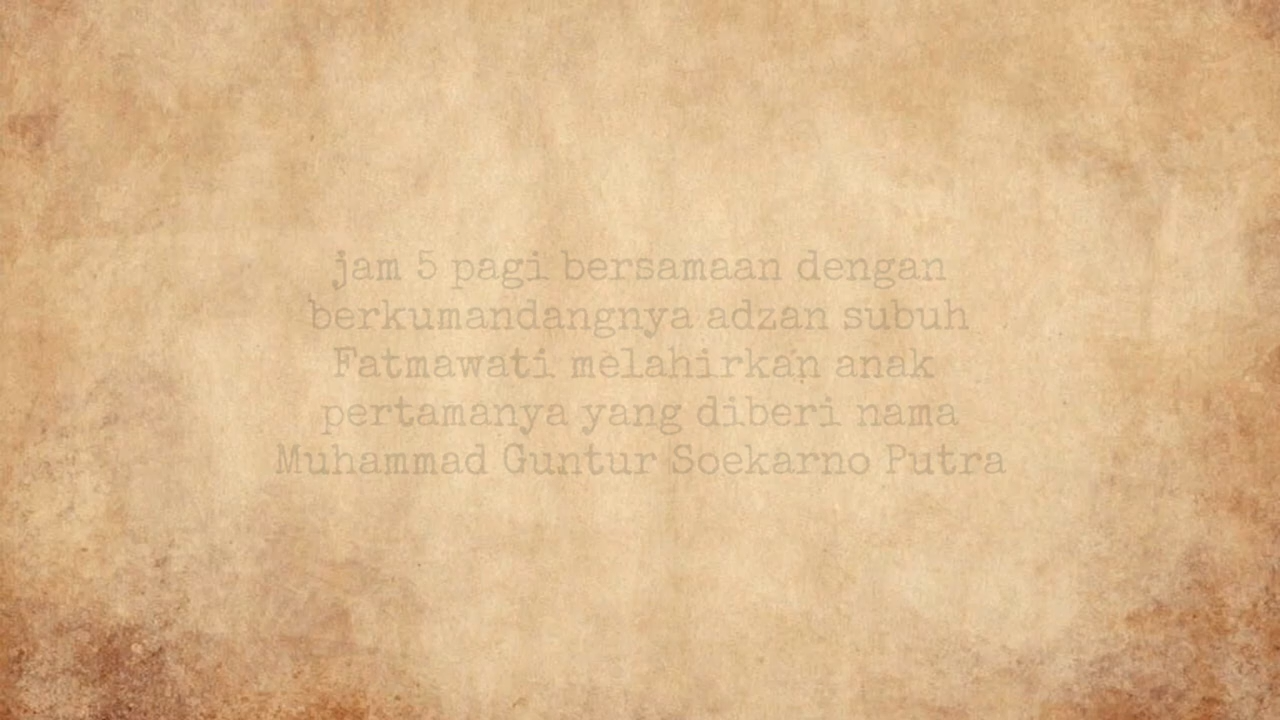 jam 5 pagi bersamaan dengan
berkumandangnya adzan subuh
Fatmawati melahirkan anak
pertamanya yang diberi nama
Muhammad Guntur Soekarno Putra